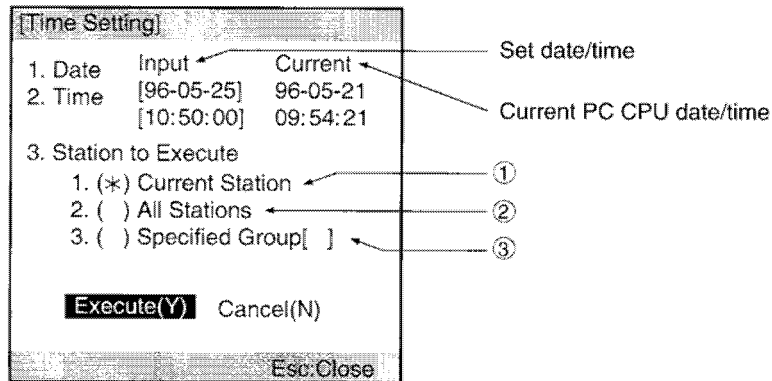 [Time Setting]
Input Current
1. Date [96-05-25] 96-05-21
2. Time [10:50:00] 09:54:21
3. Station to Execute
1. (*) Current Station
2. ( ) All Stations
3. ( ) Specified Group[ ]
Execute(Y) Cancel(N)
Esc:Close
Set date/time
Current PC CPU date/time
①
②
③